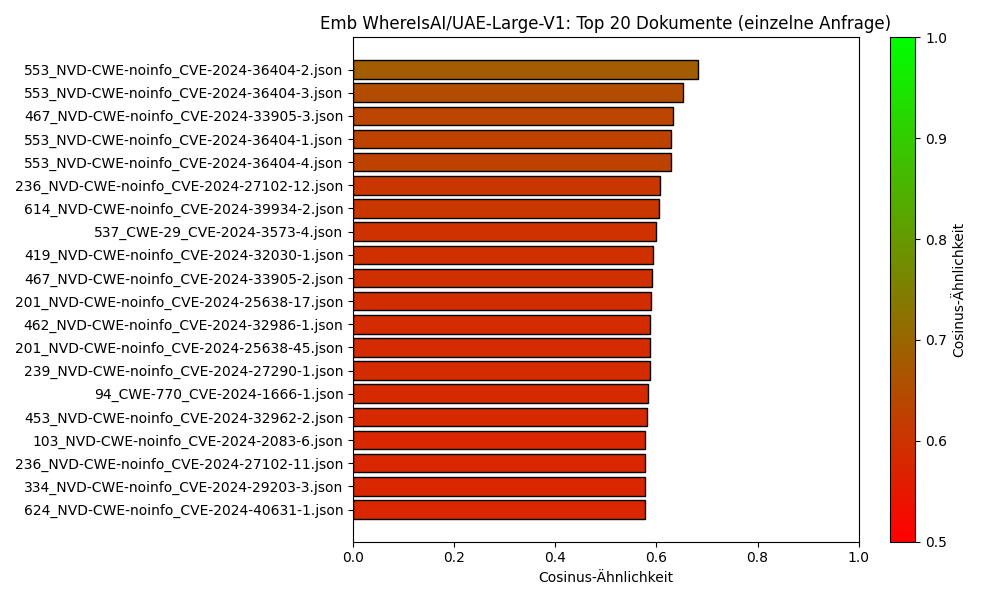 Emb WhereIsAI/UAE-Large-V1: Top 20 Dokumente (einzelne Anfrage)
553_NVD-CWE-noinfo_CVE-2024-36404-2.json
553_NVD-CWE-noinfo_CVE-2024-36404-3.json
467_NVD-CWE-noinfo_CVE-2024-33905-3.json
553_NVD-CWE-noinfo_CVE-2024-36404-1.json
553_NVD-CWE-noinfo_CVE-2024-36404-4.json
236_NVD-CWE-noinfo_CVE-2024-27102-12.json
614_NVD-CWE-noinfo_CVE-2024-39934-2.json
537_CWE-29_CVE-2024-3573-4.json
419_NVD-CWE-noinfo_CVE-2024-32030-1.json
467_NVD-CWE-noinfo_CVE-2024-33905-2.json
201_NVD-CWE-noinfo_CVE-2024-25638-17.json
462_NVD-CWE-noinfo_CVE-2024-32986-1.json
201_NVD-CWE-noinfo_CVE-2024-25638-45.json
239_NVD-CWE-noinfo_CVE-2024-27290-1.json
94_CWE-770_CVE-2024-1666-1.json
453_NVD-CWE-noinfo_CVE-2024-32962-2.json
103_NVD-CWE-noinfo_CVE-2024-2083-6.json
236_NVD-CWE-noinfo_CVE-2024-27102-11.json
334_NVD-CWE-noinfo_CVE-2024-29203-3.json
624_NVD-CWE-noinfo_CVE-2024-40631-1.json
0.0 0.2 0.4 0.6 0.8 1.0
Cosinus-Ähnlichkeit
1.0
0.9
0.8
0.7
0.6
0.5
Cosinus-Ähnlichkeit